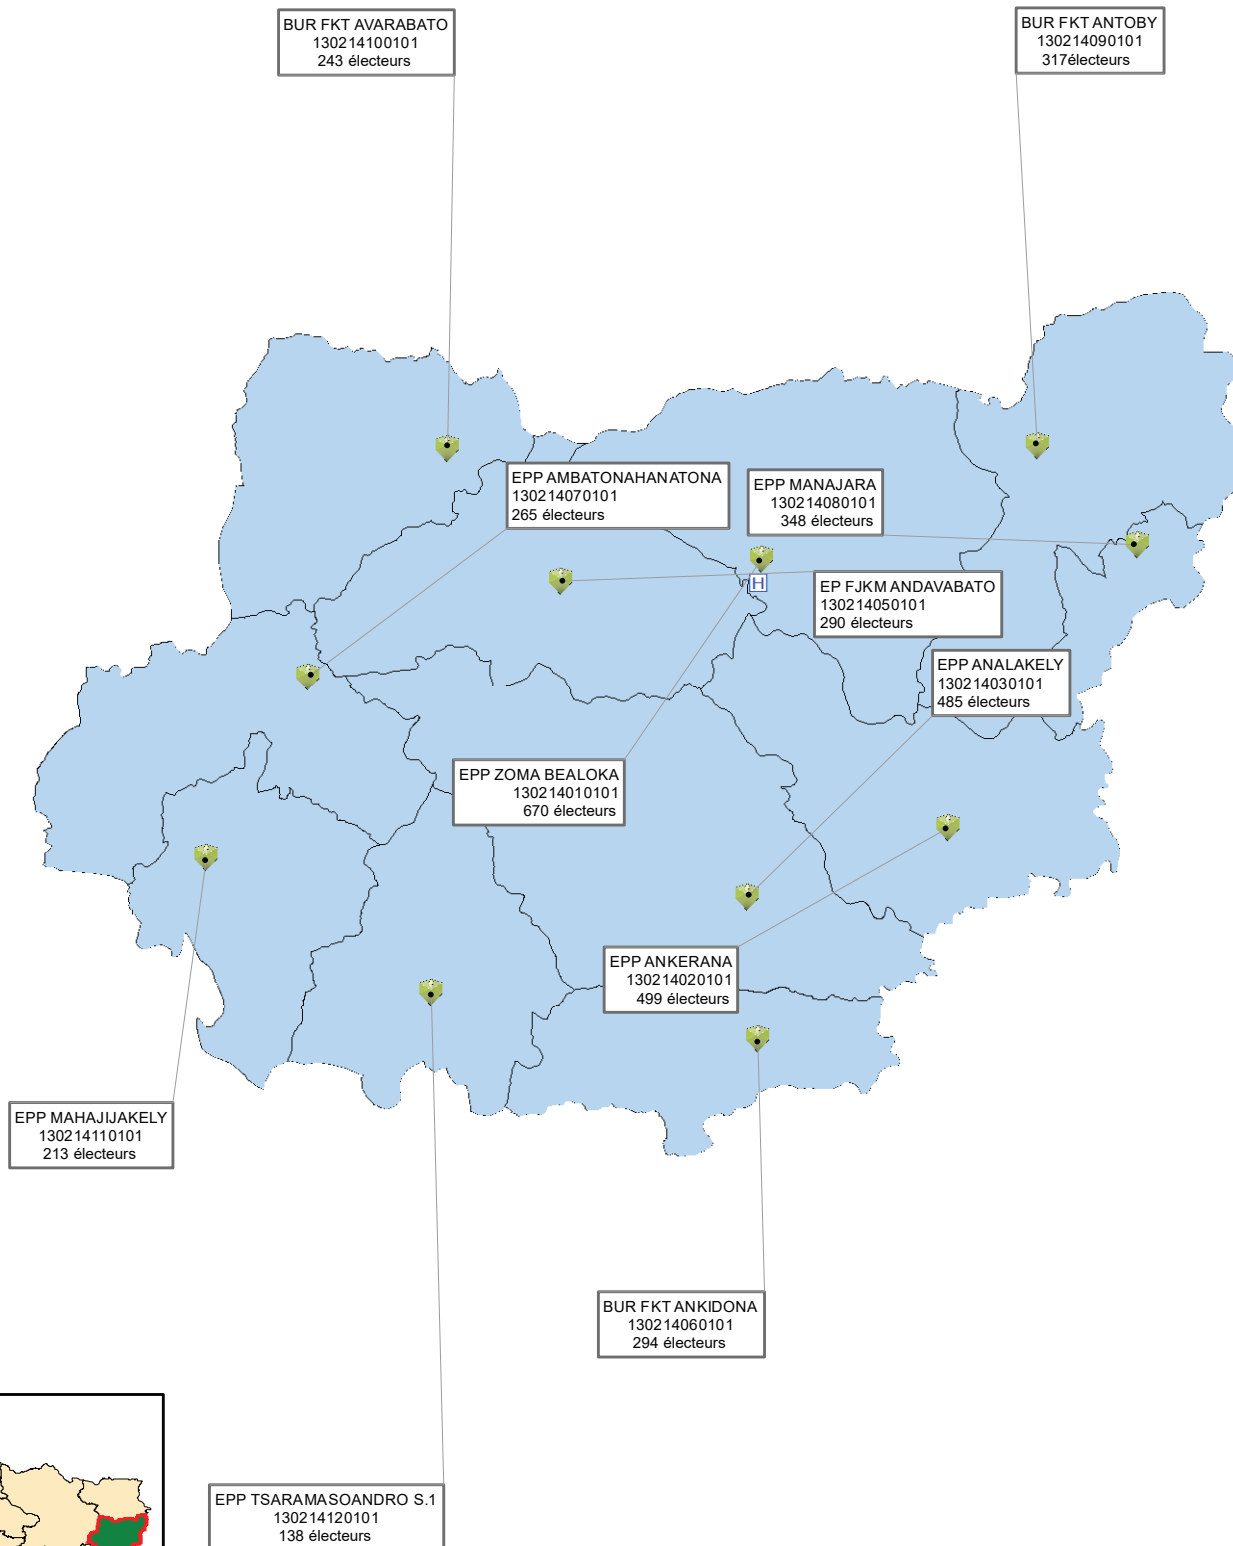 BUR FKT AVARABATO
130214100101
243 électeurs
BUR FKT ANTOBY
130214090101
317électeurs
EPP AMBATONAHANATONA
130214070101
265 électeurs
EPP MANAJARA
130214080101
348 électeurs
H
EP FJKM ANDAVABATO
130214050101
290 électeurs
EPP ANALAKELY
130214030101
485 électeurs
EPP ZOMA BEALOKA
130214010101
670 électeurs
EPP ANKERANA
130214020101
499 électeurs
EPP MAHAJIJAKELY
130214110101
213 électeurs
BUR FKT ANKIDONA
130214060101
294 électeurs
EPP TSARAMASOANDRO S.1
130214120101
138 électeurs